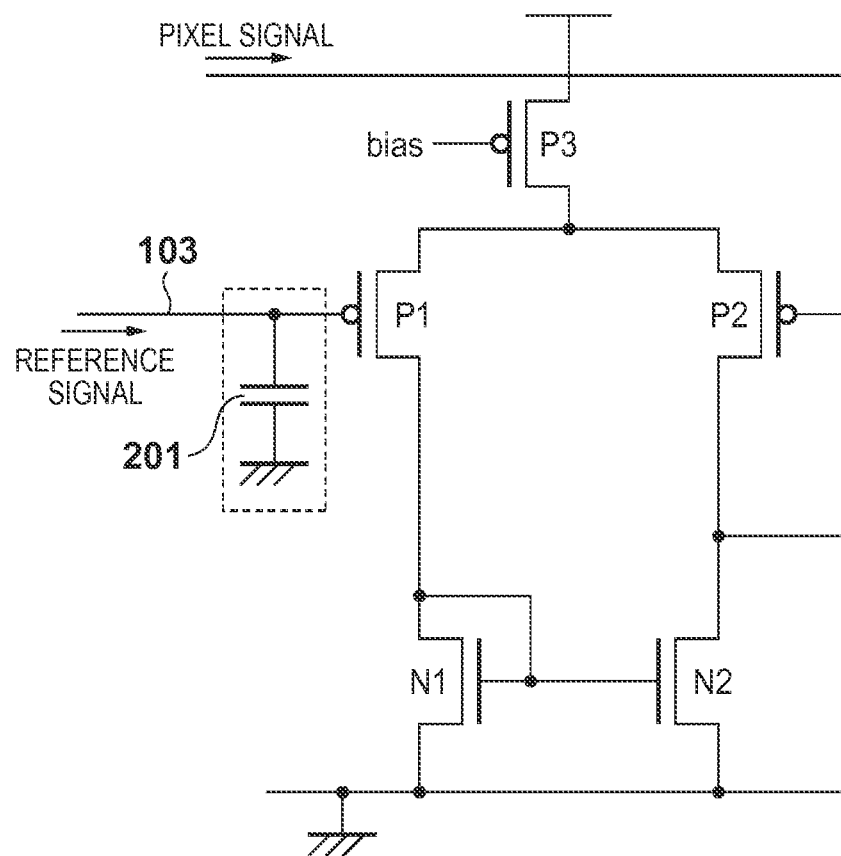 PIXEL SIGNAL
bias
P3
103
P1
P2
REFERENCE
SIGNAL
201
N1
N2